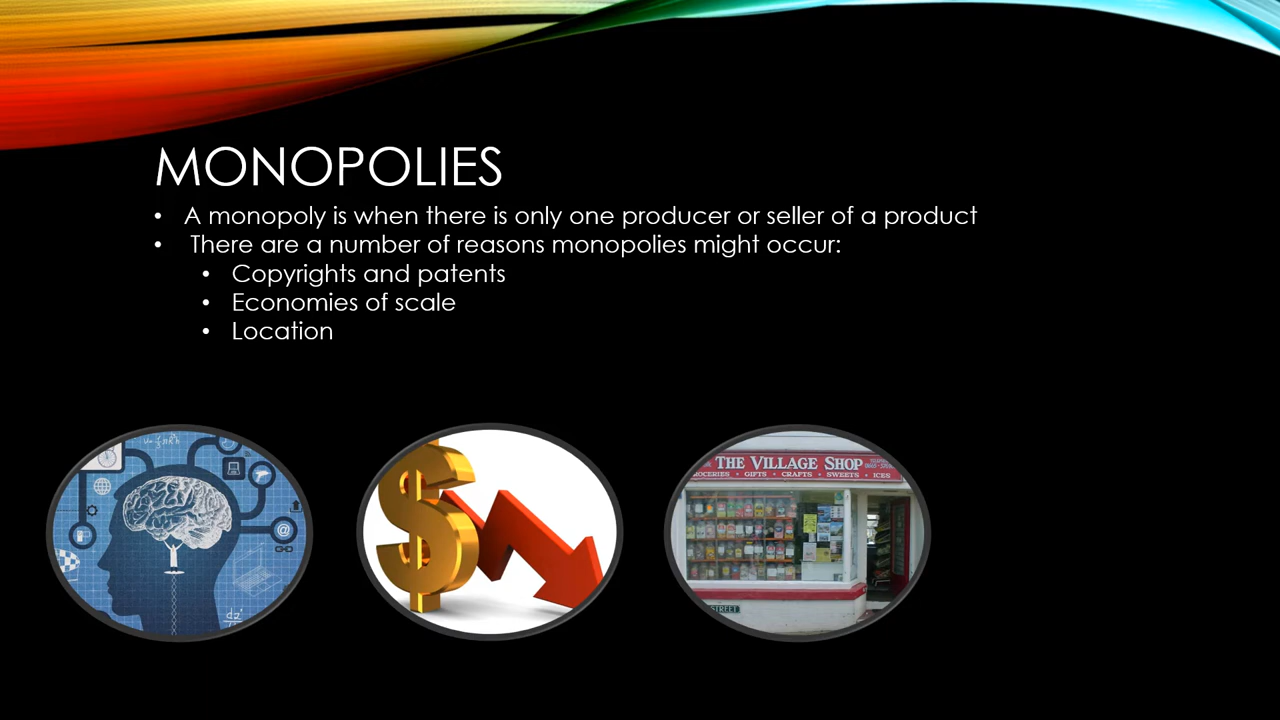 MONOPOLIES
• A monopoly is when there is only one producer or seller of a product
• There are a number of reasons monopolies might occur:
• Copyrights and patents
• Economies of scale
• Location
THE VILLAGE SHOP
GIFTS • CRAFTS • SWEETS • ICES
STREET
@